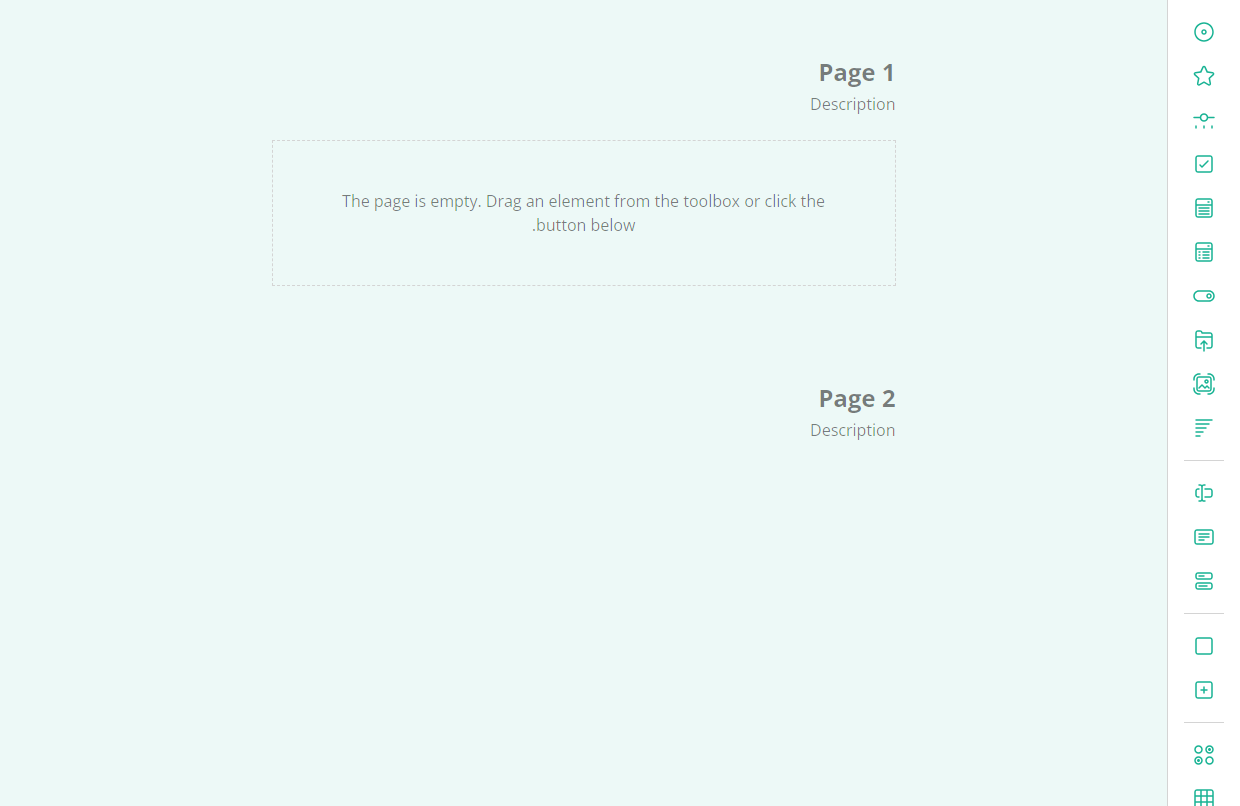 Page 1
Description
The page is empty. Drag an element from the toolbox or click the
.button below
Page 2
Description